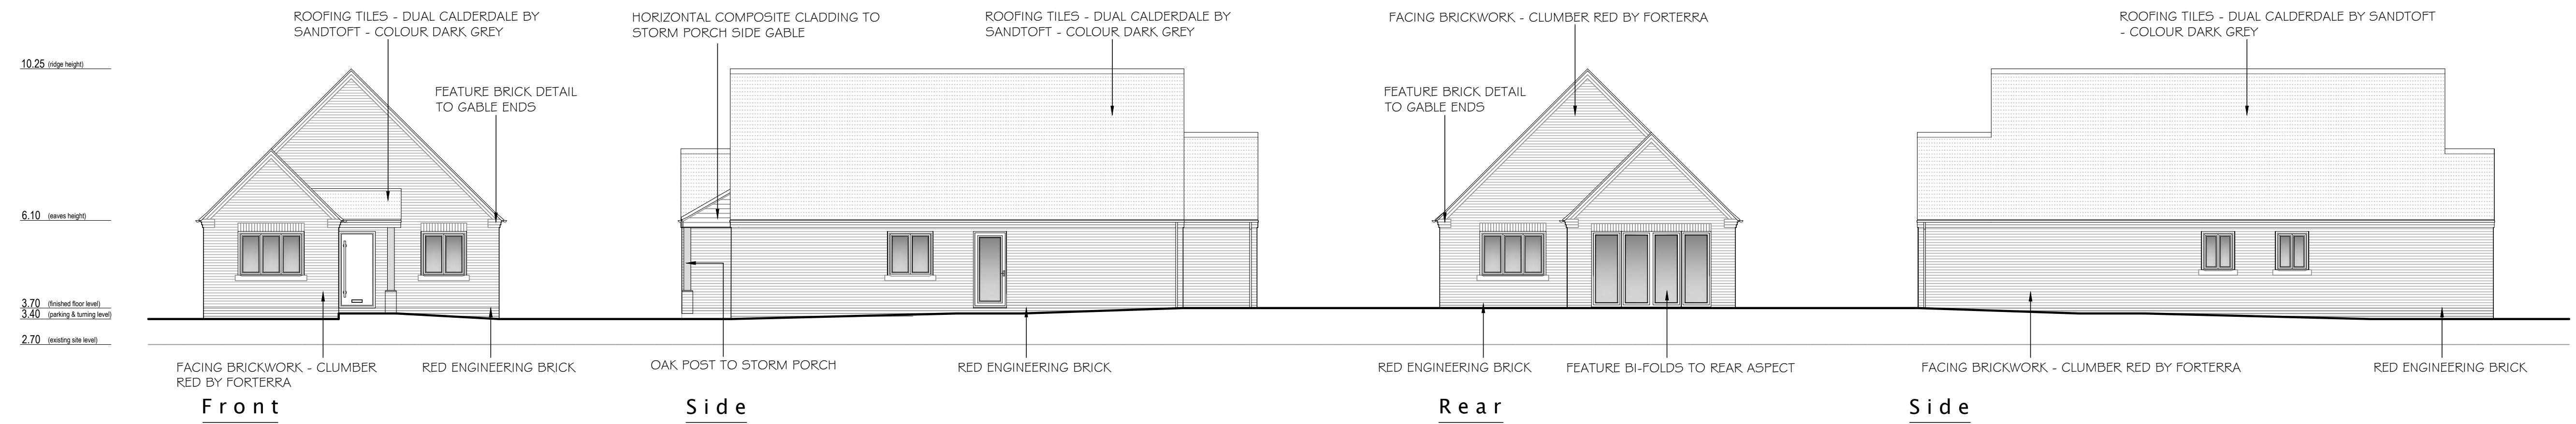 ROOFING TILES - DUAL CALDERDALE BY
SANDTOFT - COLOUR DARK GREY
HORIZONTAL COMPOSITE CLADDING TO
STORM PORCH SIDE GABLE
ROOFING TILES - DUAL CALDERDALE BY
SANDTOFT - COLOUR DARK GREY
FACING BRICKWORK - CLUMBER RED BY FORTERRA
ROOFING TILES - DUAL CALDERDALE BY SANDTOFT
- COLOUR DARK GREY
10.25 (ridge height)
FEATURE BRICK DETAIL
TO GABLE ENDS
FEATURE BRICK DETAIL
TO GABLE ENDS
6.10 (eaves height)
3.70 (finished floor level)
3.40 (parking & turning level)
2.70 (existing site level)
FACING BRICKWORK - CLUMBER
RED BY FORTERRA
RED ENGINEERING BRICK
OAK POST TO STORM PORCH
RED ENGINEERING BRICK
RED ENGINEERING BRICK
FEATURE BI-FOLDS TO REAR ASPECT
FACING BRICKWORK - CLUMBER RED BY FORTERRA
RED ENGINEERING BRICK
Front
Side
Rear
Side